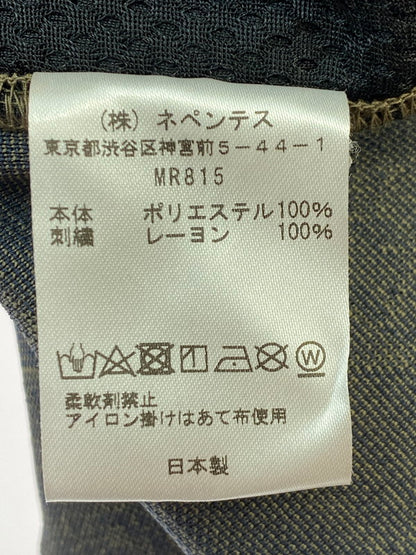 (株) ネペンテス
東京都渋谷区神宮前5-44-1
MR815
本体 ポリエステル100%
刺繍 レーヨン 100%
柔軟剤禁止
アイロン掛けはあて布使用
日本製